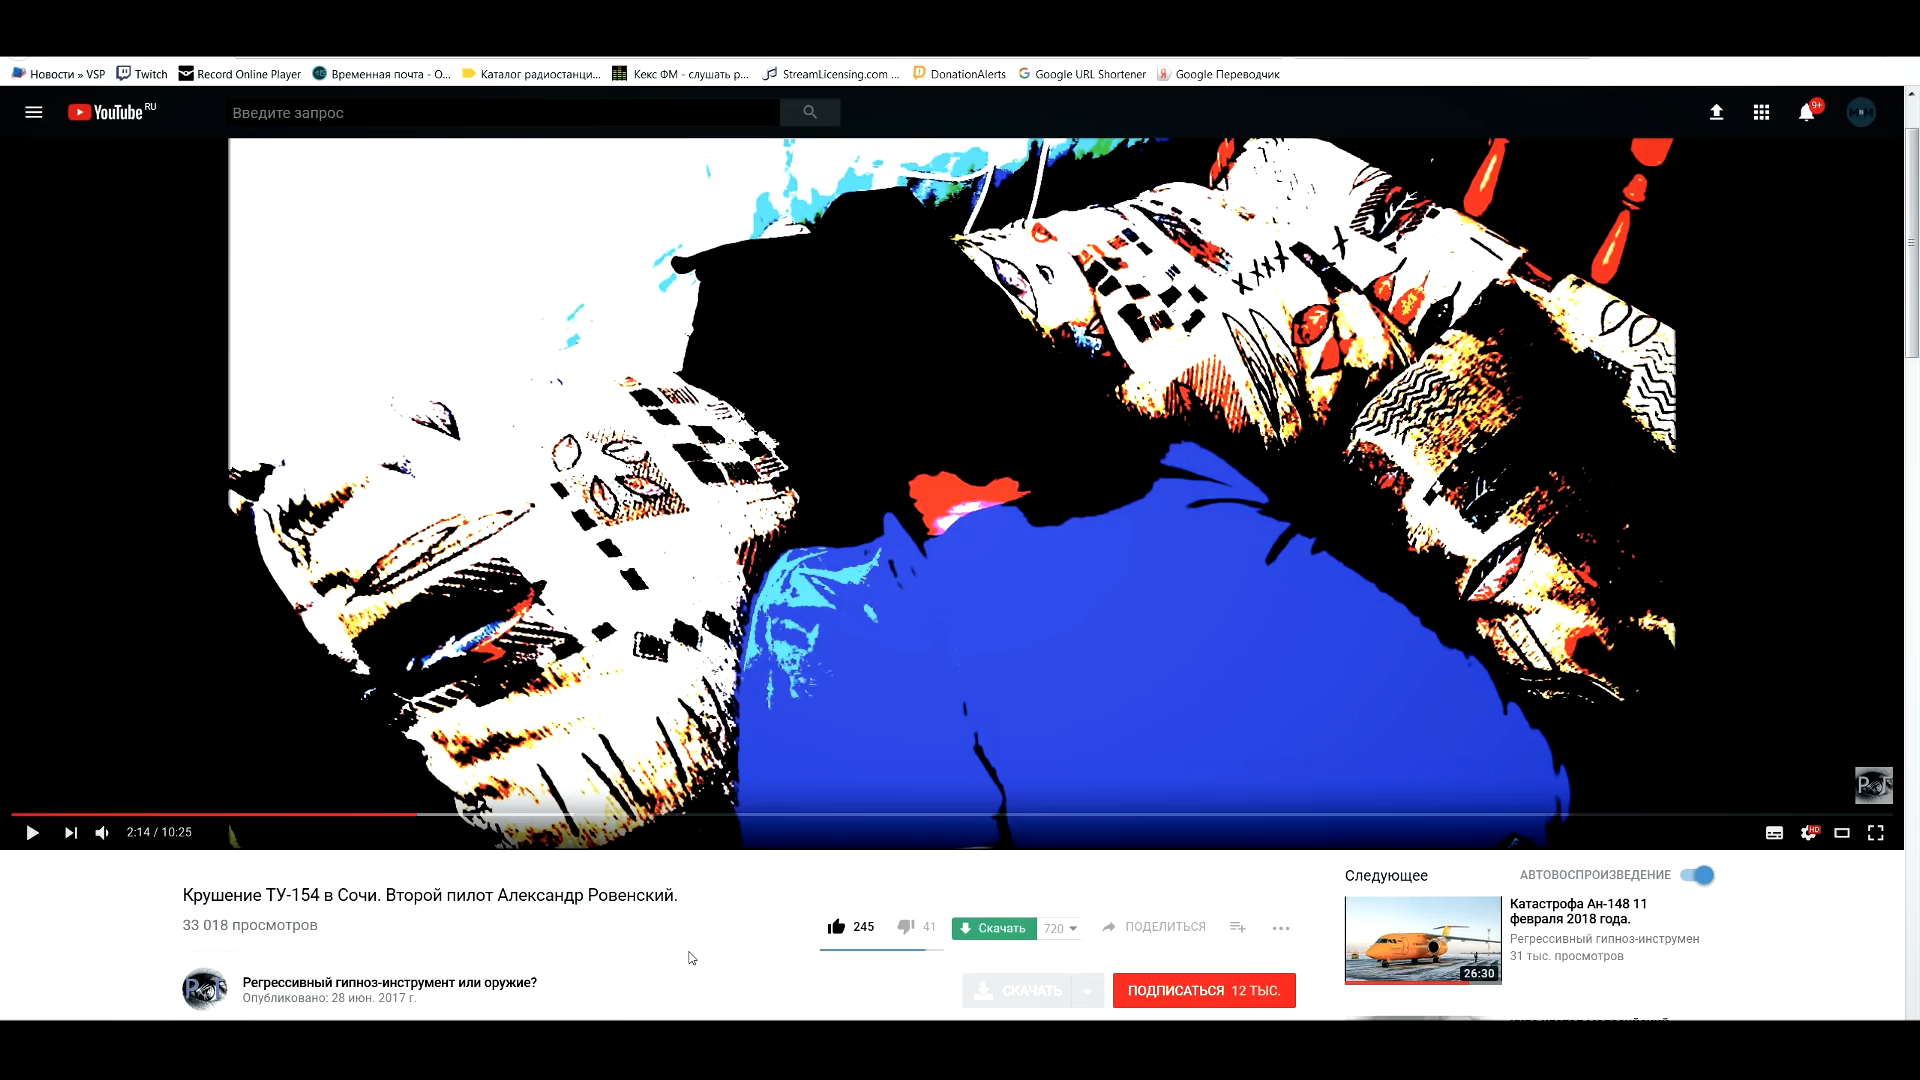 Новости » VSP
Twitch
Record Online Player
Временная почта - О...
Каталог радиостанци...
Кекс ФМ - слушать р...
StreamLicensing.com ...
DonationAlerts
Google URL Shortener
Google Переводчик
YouTube RU
Введите запрос
9+
2:14 / 10:25
HD
Крушение ТУ-154 в Сочи. Второй пилот Александр Ровенский.
33 018 просмотров
245
41
Скачать
720
ПОДЕЛИТЬСЯ
Регрессивный гипноз-инструмент или оружие?
Опубликовано: 28 июн. 2017 г.
СКАЧАТЬ
ПОДПИСАТЬСЯ 12 ТЫС.
Следующее
АВТОВОСПРОИЗВЕДЕНИЕ
26:30
Катастрофа Ан-148 11
февраля 2018 года.
Регрессивный гипноз-инструмен
31 тыс. просмотров